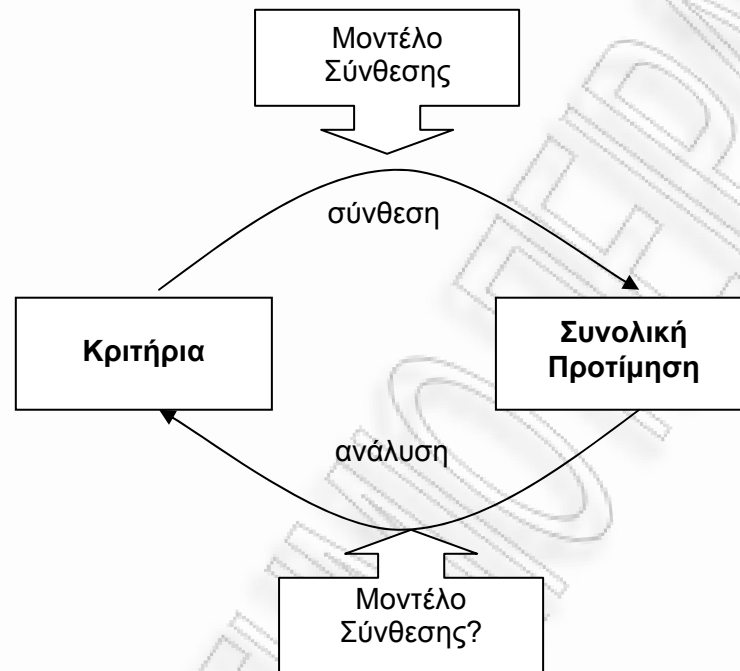 Μοντέλο
Σύνθεσης
σύνθεση
Κριτήρια
Συνολική
Προτίμηση
ανάλυση
Μοντέλο
Σύνθεσης?